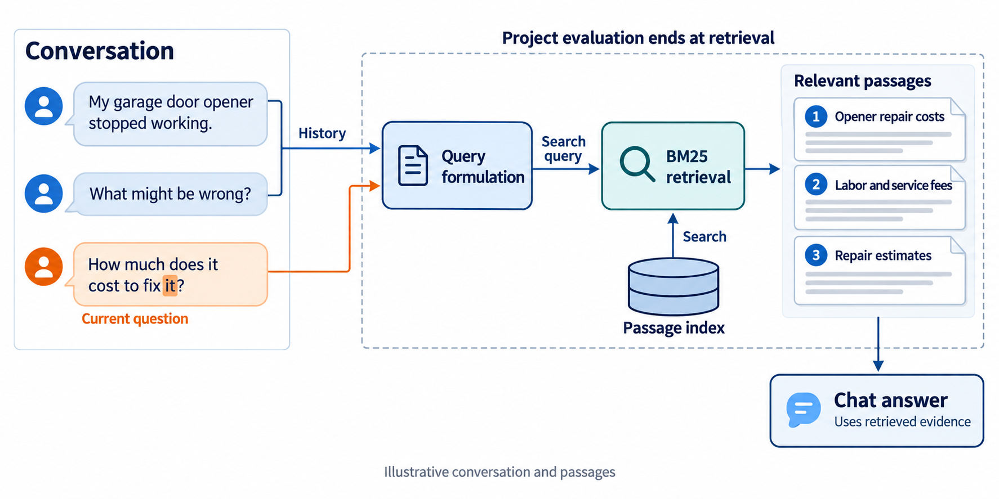 Project evaluation ends at retrieval
Conversation
My garage door opener
stopped working.
What might be wrong?
How much does it
cost to fix it?
Current question
History
Query
formulation
Search
query
BM25
retrieval
Search
Passage index
Relevant passages
1 Opener repair costs
2 Labor and service fees
3 Repair estimates
Chat answer
Uses retrieved evidence
Illustrative conversation and passages